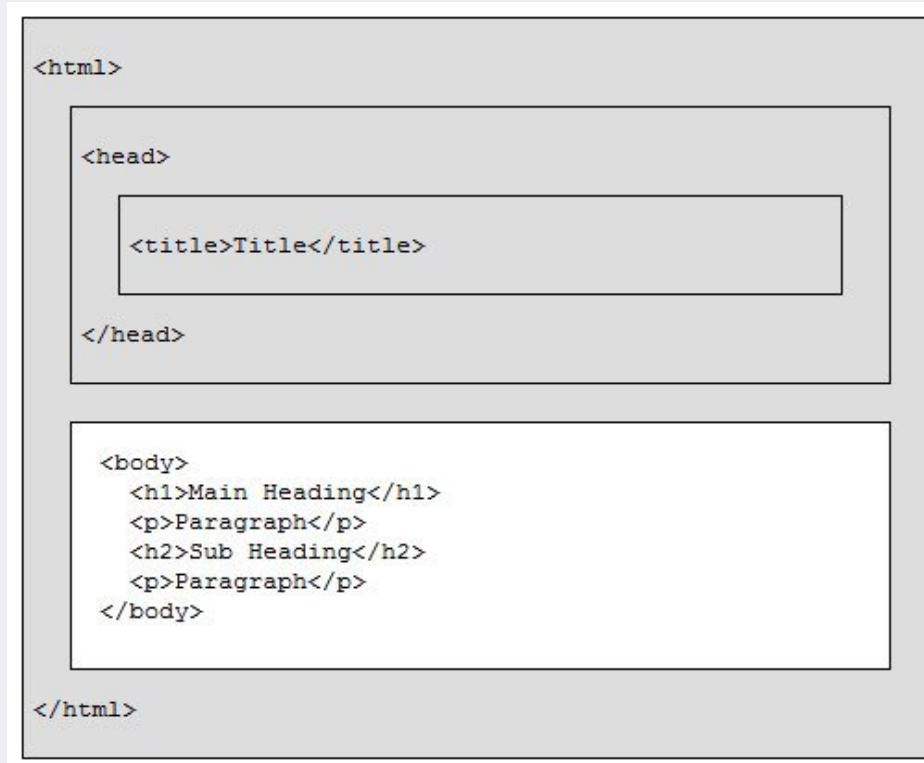 <html>
<head>
<title>Title</title>
</head>
<body>
<h1>Main Heading</h1>
<p>Paragraph</p>
<h2>Sub Heading</h2>
<p>Paragraph</p>
</body>
</html>